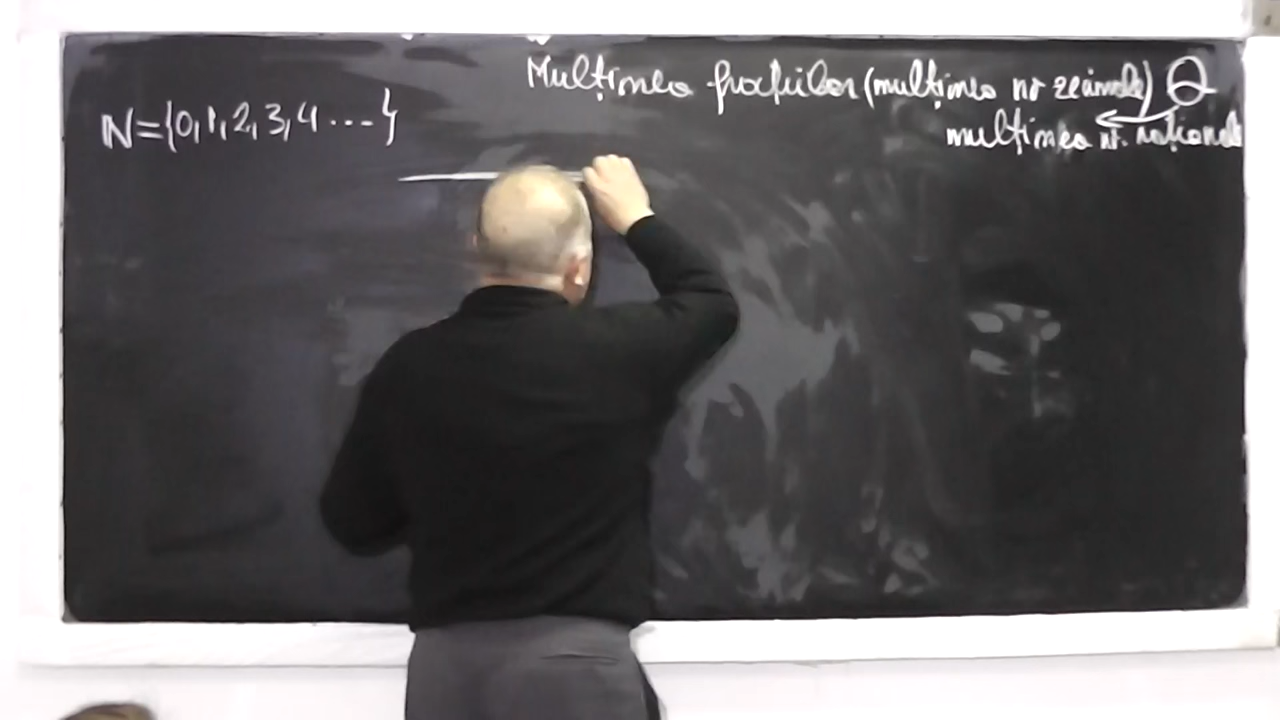 Mulțimea fracțiilor (mulțimea nr zecimale) Q
N={0,1,2,3,4 ....}
mulțimea nr. raționale